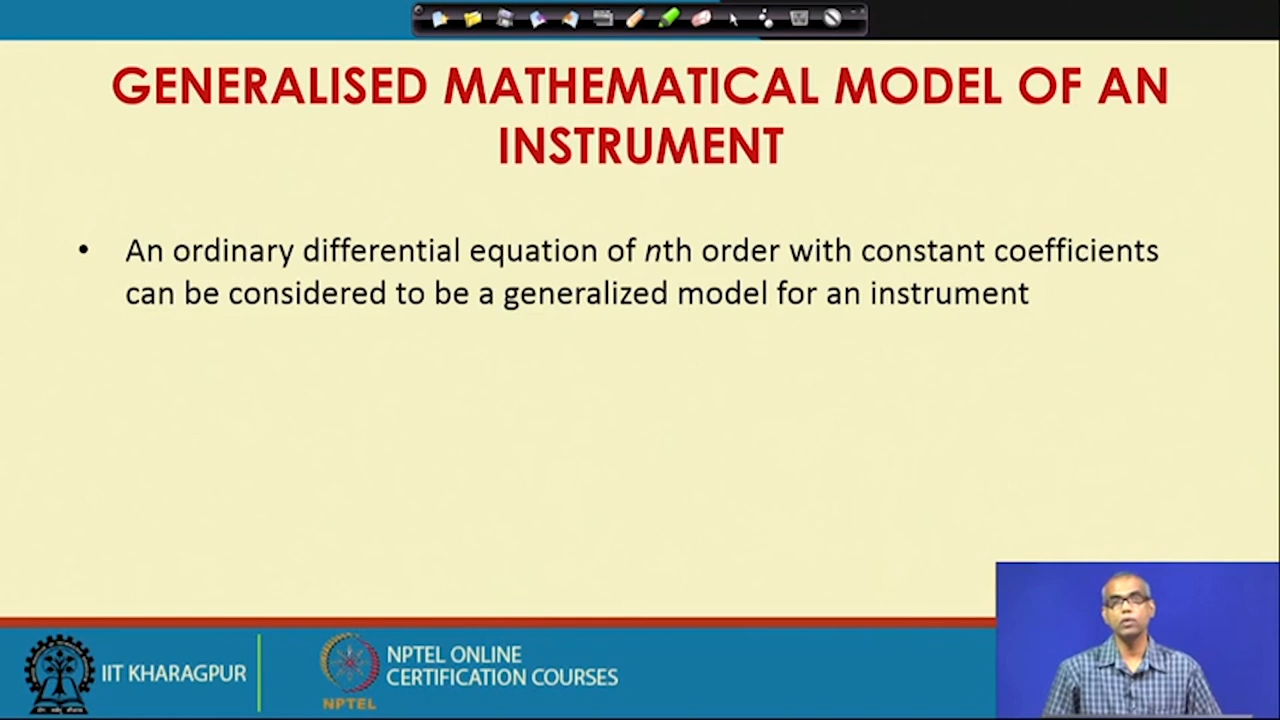 GENERALISED MATHEMATICAL MODEL OF AN
INSTRUMENT
• An ordinary differential equation of nth order with constant coefficients
can be considered to be a generalized model for an instrument
IIT KHARAGPUR
NPTEL ONLINE
CERTIFICATION COURSES
NPTEL